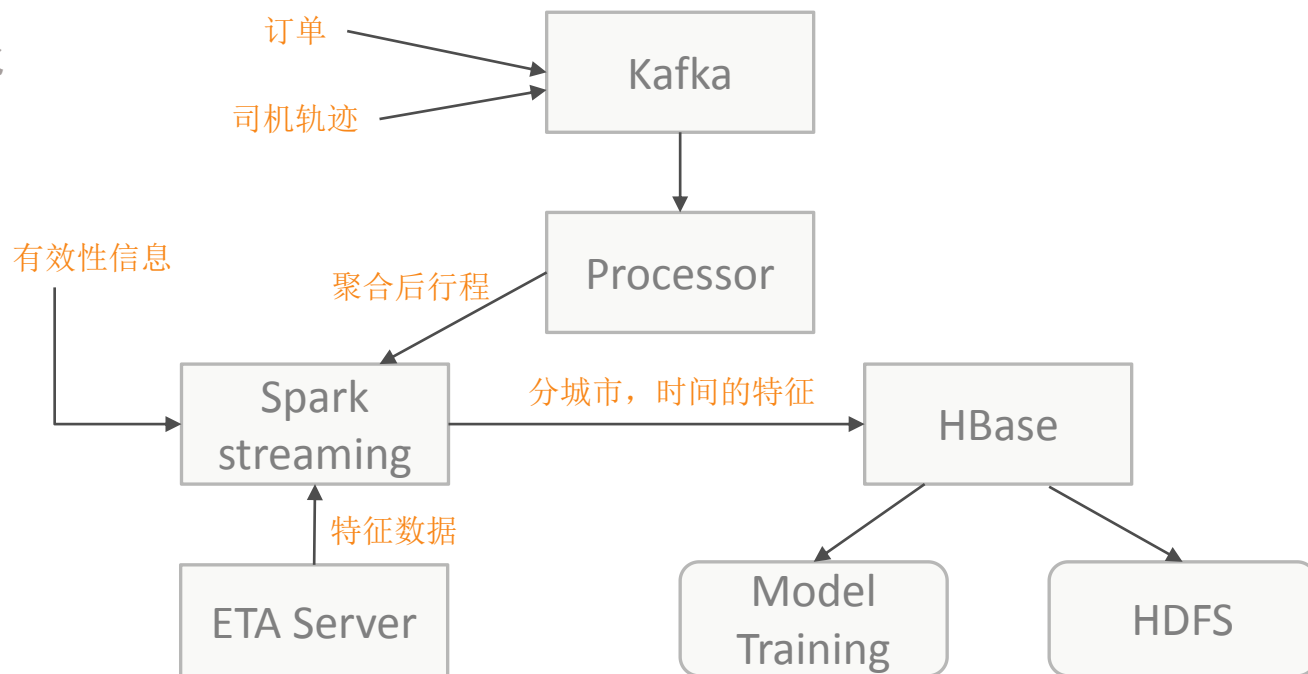 订单
Kafka
司机轨迹
有效性信息
Processor
聚合后行程
Spark
streaming
分城市，时间的特征
HBase
特征数据
ETA Server
Model
Training
HDFS